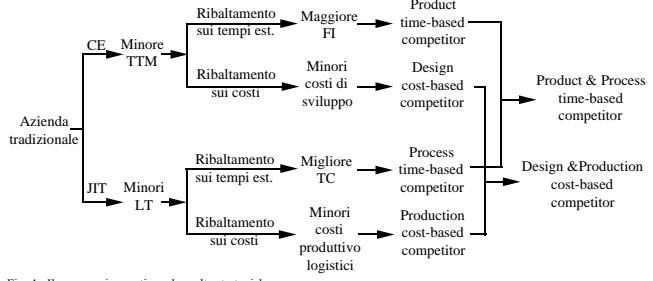 Azienda
tradizionale
CE
Minore
TTM
Ribaltamento
sui tempi est.
Maggiore
FI
Product
time-based
competitor
Ribaltamento
sui costi
Minori
costi di
sviluppo
Design
cost-based
competitor
JIT
Minori
LT
Ribaltamento
sui tempi est.
Migliore
TC
Process
time-based
competitor
Ribaltamento
sui costi
Minori
costi
produttivo
logistici
Production
cost-based
competitor
Product & Process
time-based
competitor
Design &Production
cost-based
competitor